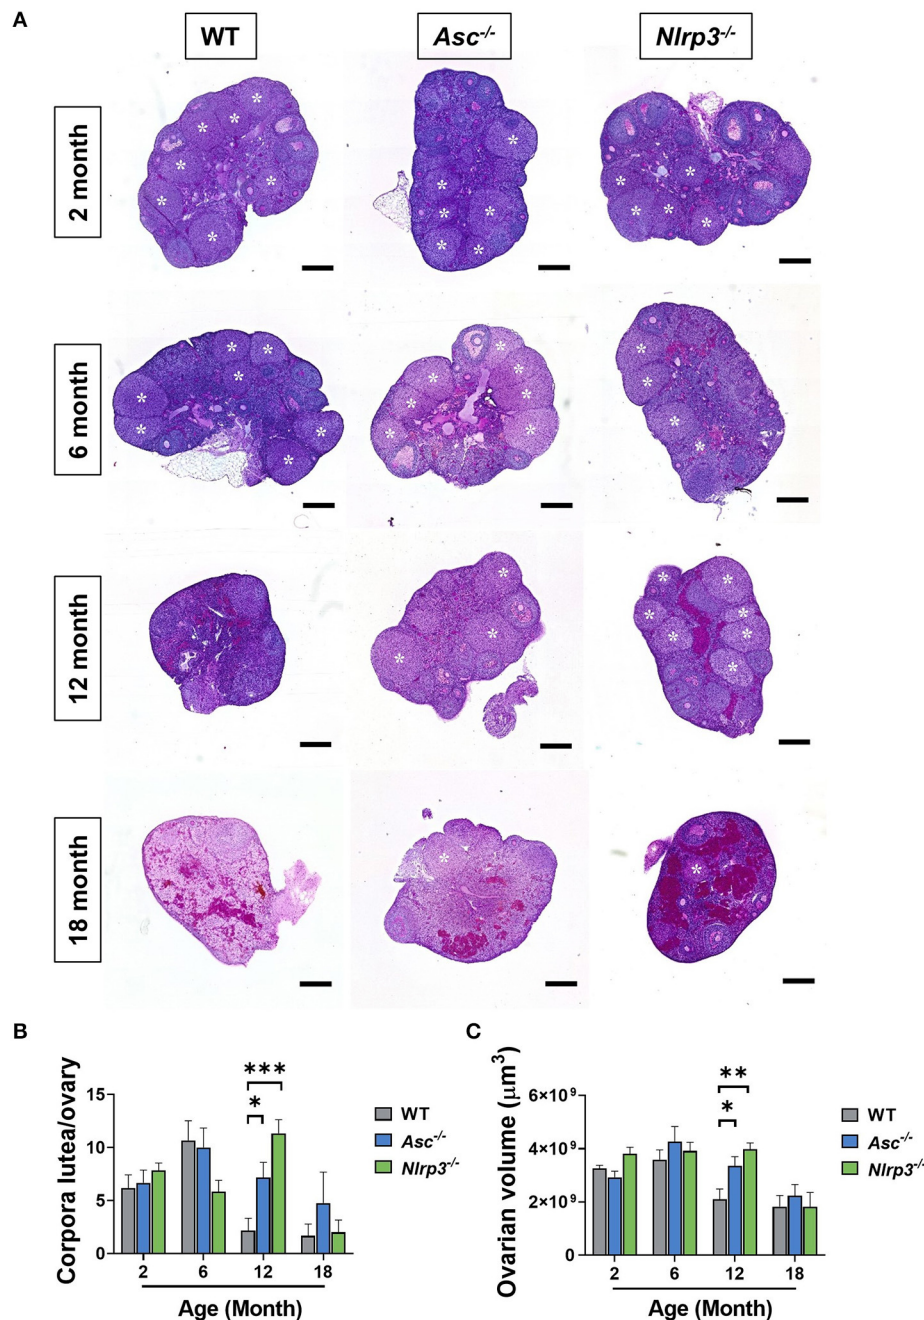 A
WT
Asc-/-
Nlrp3-/-
2 month
6 month
12 month
18 month
B
Corpora lutea/ovary
15
10
5
0
***
*
2 6 12 18
Age (Month)
WT
Asc-/-
Nlrp3-/-
C
Ovarian volume (μm³)
6×10⁹
4×10⁹
2×10⁹
0
**
*
2 6 12 18
Age (Month)
WT
Asc-/-
Nlrp3-/-